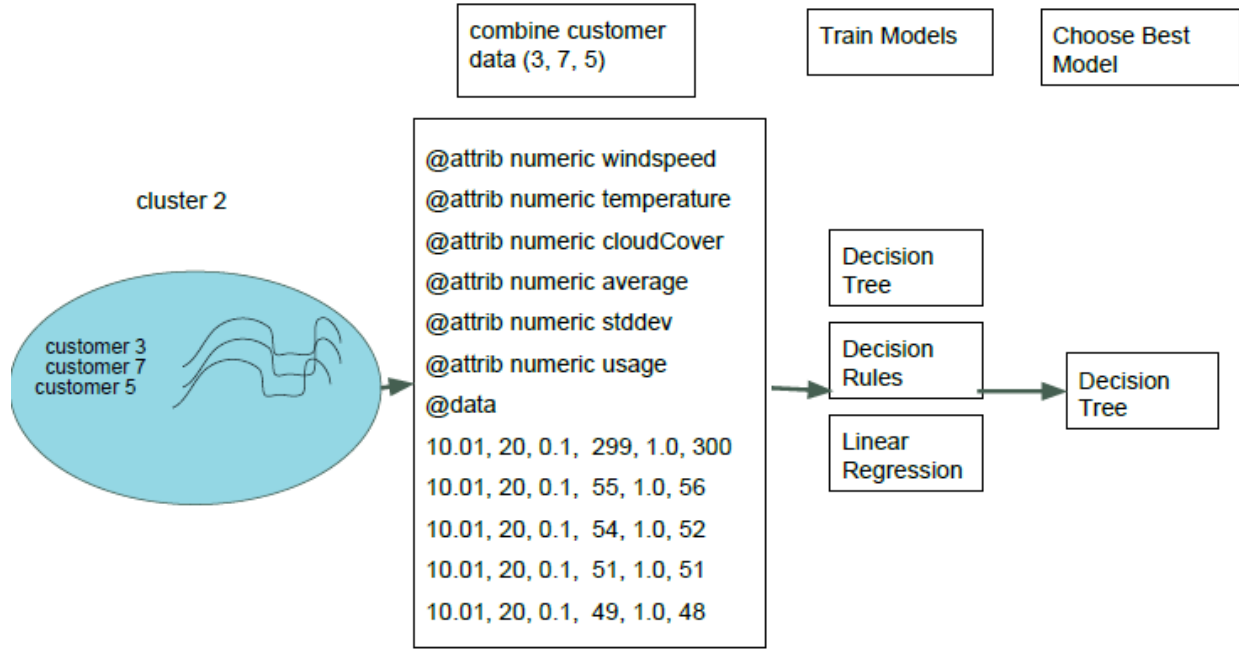 combine customer
data (3, 7, 5)
Train Models
Choose Best
Model
cluster 2
customer 3
customer 7
customer 5
@attrib numeric windspeed
@attrib numeric temperature
@attrib numeric cloudCover
@attrib numeric average
@attrib numeric stddev
@attrib numeric usage
@data
10.01, 20, 0.1, 299, 1.0, 300
10.01, 20, 0.1, 55, 1.0, 56
10.01, 20, 0.1, 54, 1.0, 52
10.01, 20, 0.1, 51, 1.0, 51
10.01, 20, 0.1, 49, 1.0, 48
Decision
Tree
Decision
Rules
Linear
Regression
Decision
Tree